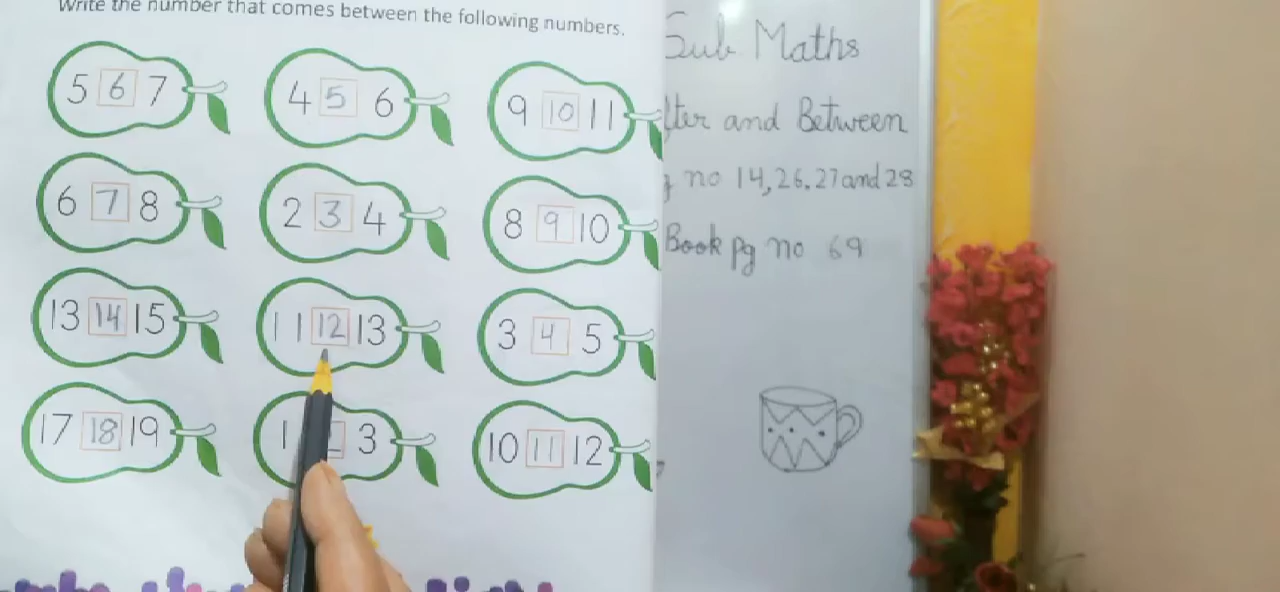 Write the number that comes between the following numbers.
5 6 7
4 5 6
9 10 11
6 7 8
2 3 4
8 9 10
13 14 15
11 12 13
3 4 5
17 18 19
1 3
10 11 12
Sub Maths
and Between
no 14,26,27 and 28
Book pg no 69